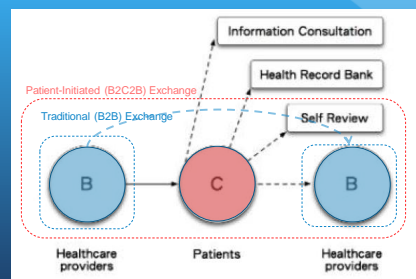 Information Consultation
Health Record Bank
Patient-Initiated (B2C2B) Exchange
Traditional (B2B) Exchange
Self Review
B
C
B
Healthcare
providers
Patients
Healthcare
providers